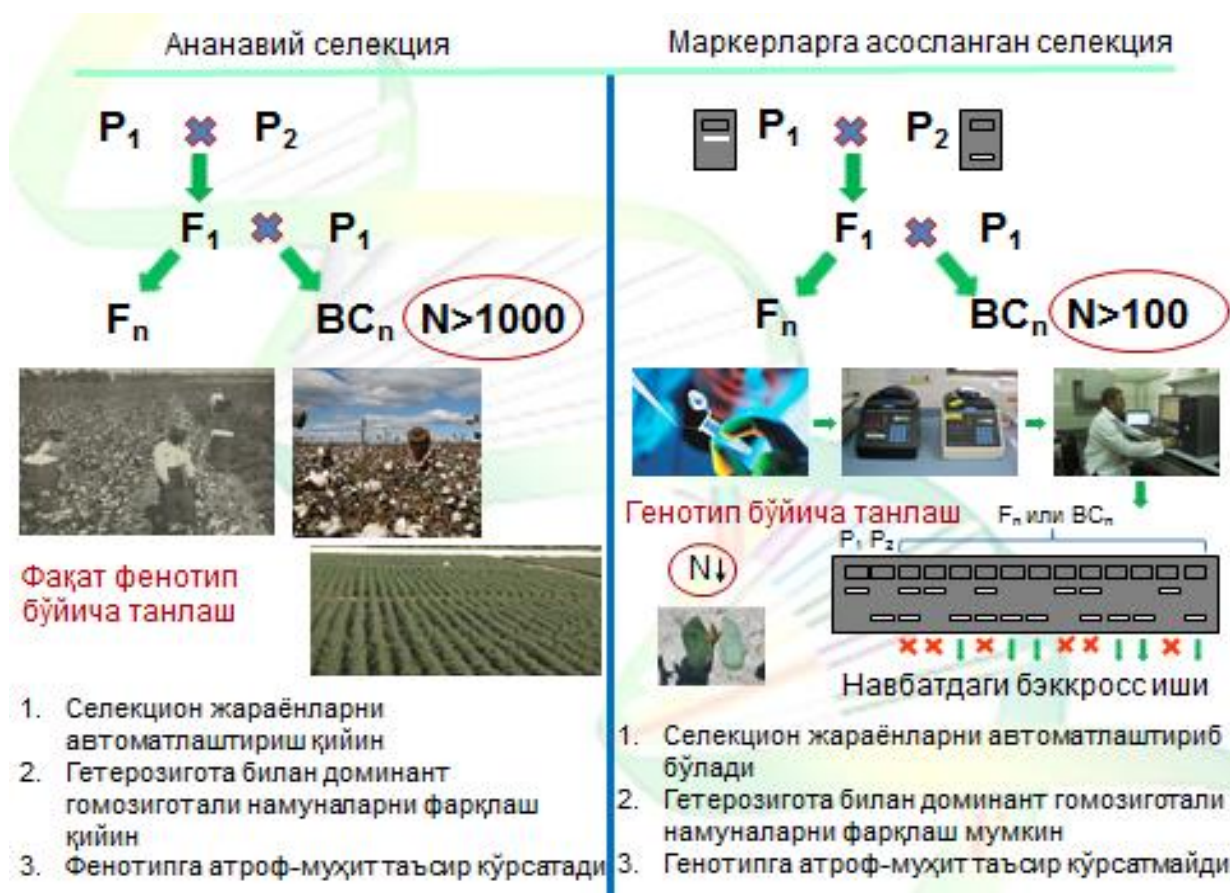 Ананавий селекция
P₁ P₂
F₁ P₁
Fₙ BCₙ N>1000
Фақат фенотип
бўйича танлаш
1. Селекцион жараёнларни
автоматлаштириш қийин
2. Гетерозигота билан доминант
гомозиготали намуналарни фарқлаш
қийин
3. Фенотипга атроф-муҳит таъсир кўрсатади
Маркерларга асосланган селекция
P₁ P₂
F₁ P₁
Fₙ BCₙ N>100
Генотип бўйича танлаш
Fₙ или BCₙ
P₁ P₂
N↓
Навбатдаги бэккросс иши
1. Селекцион жараёнларни автоматлаштириб
бўлади
2. Гетерозигота билан доминант гомозиготали
намуналарни фарқлаш мумкин
3. Генотипга атроф-муҳит таъсир кўрсатмайди